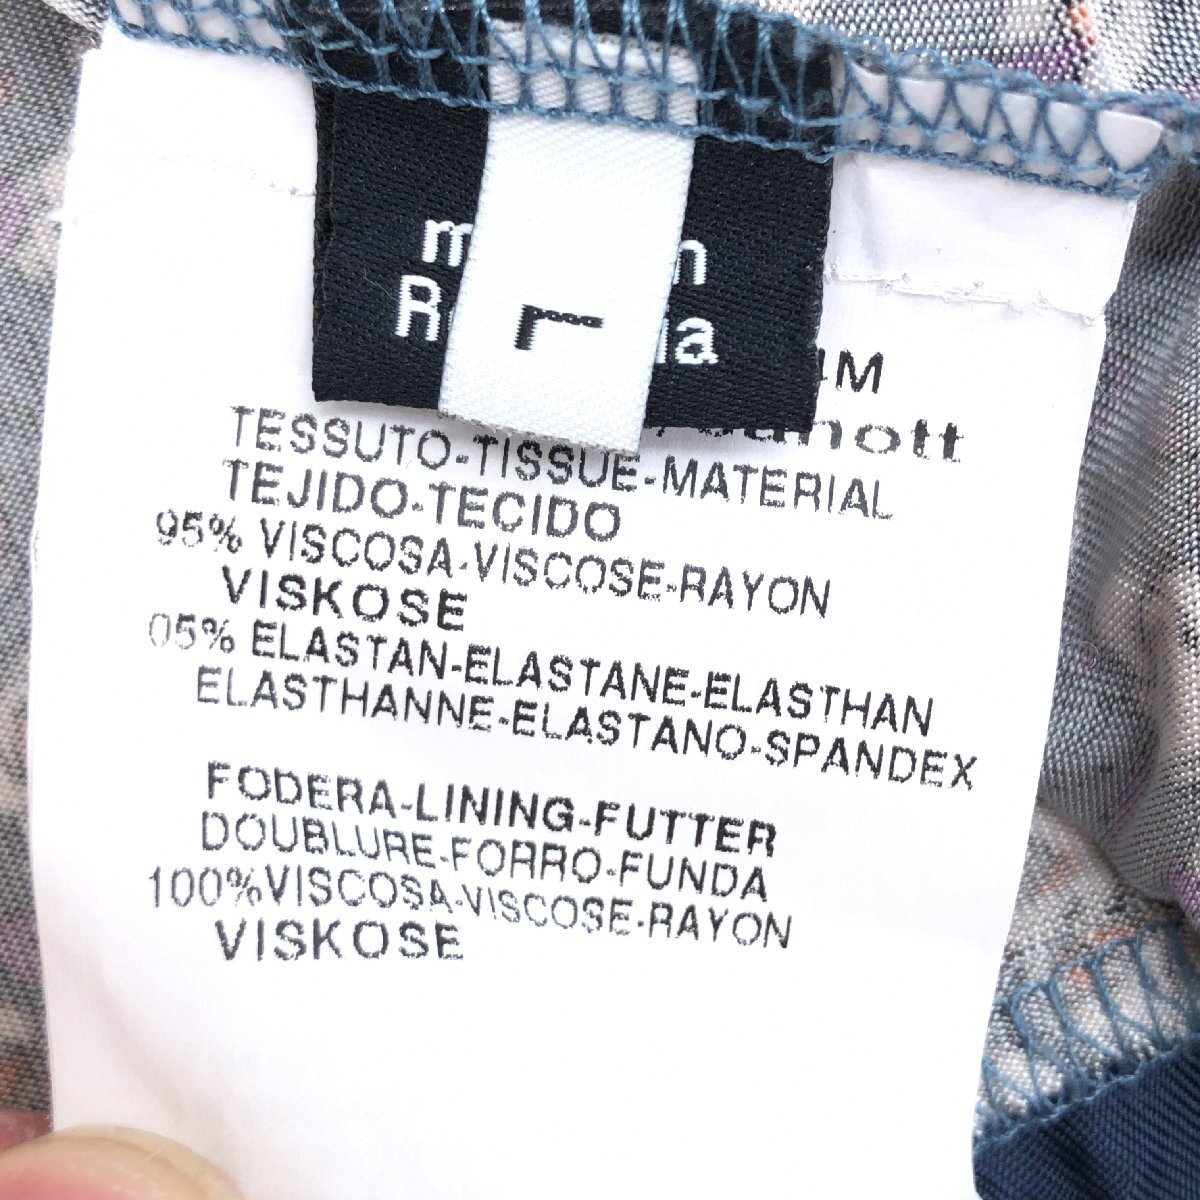 L
TESSUTO-TISSUE-MATERIAL
TEJIDO-TECIDO
95% VISCOSA-VISCOSE-RAYON
VISKOSE
05% ELASTAN-ELASTANE-ELASTHAN
ELASTHANNE-ELASTANO-SPANDEX
FODERA-LINING-FUTTER
DOUBLURE-FORRO-FUNDA
100%VISCOSA-VISCOSE-RAYON
VISKOSE